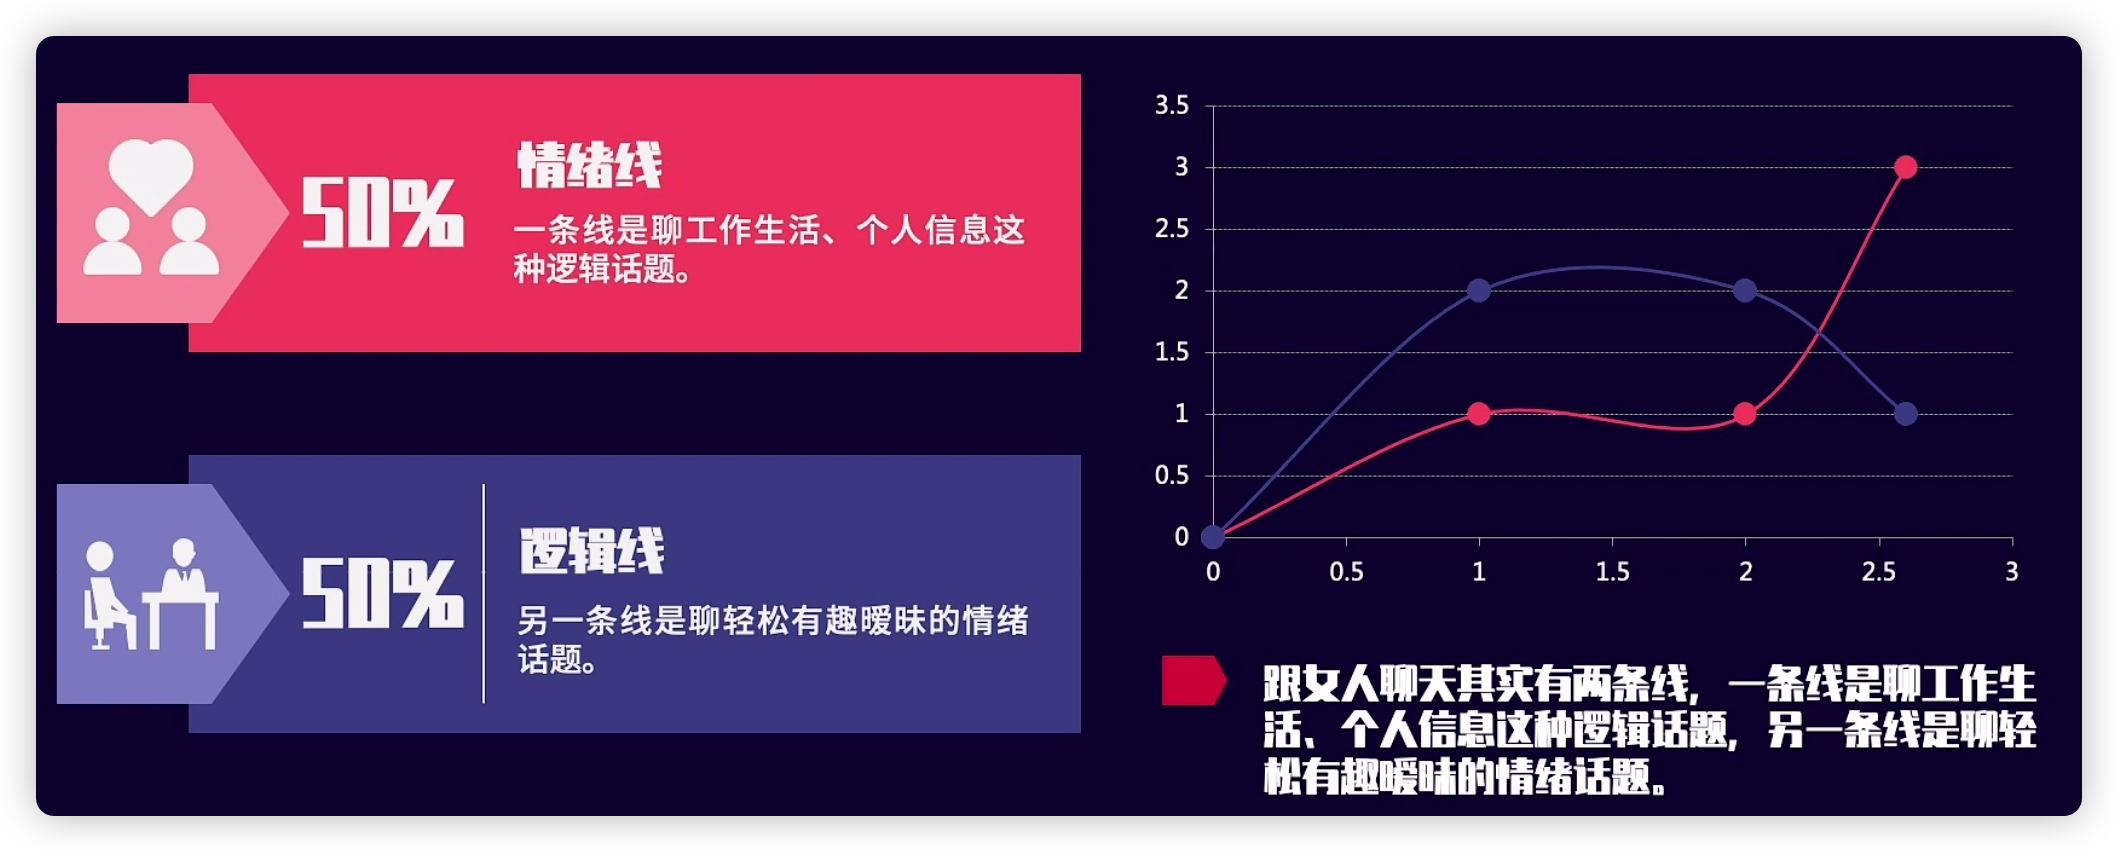 50%
情绪线
一条线是聊工作生活、个人信息这
种逻辑话题。
50%
逻辑线
另一条线是聊轻松有趣暧昧的情绪
话题。
3.5
3
2.5
2
1.5
1
0.5
0
0 0.5 1 1.5 2 2.5 3
跟女人聊天其实有两条线，一条线是聊工作生
活、个人信息这种逻辑话题，另一条线是聊轻
松有趣暧昧的情绪话题。